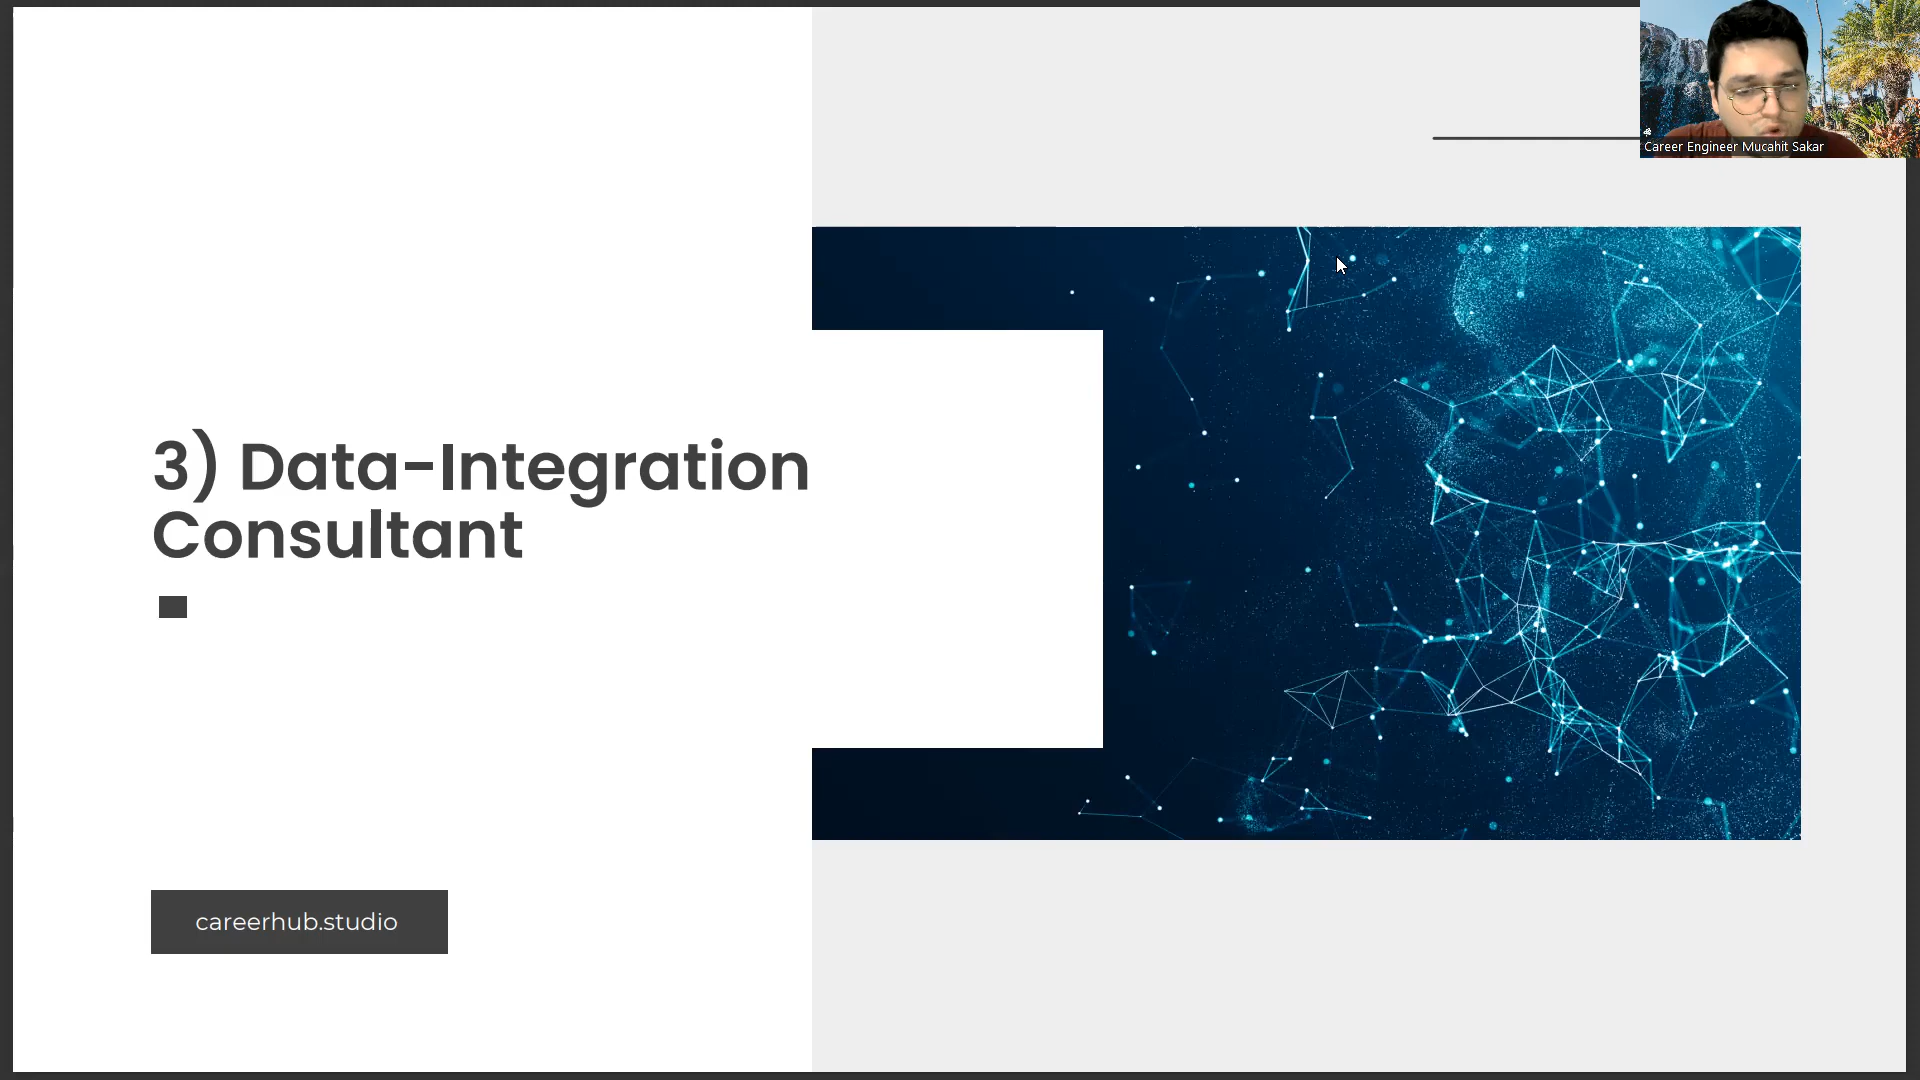 Career Engineer Mucahit Sakar
3) Data-Integration
Consultant
careerhub.studio